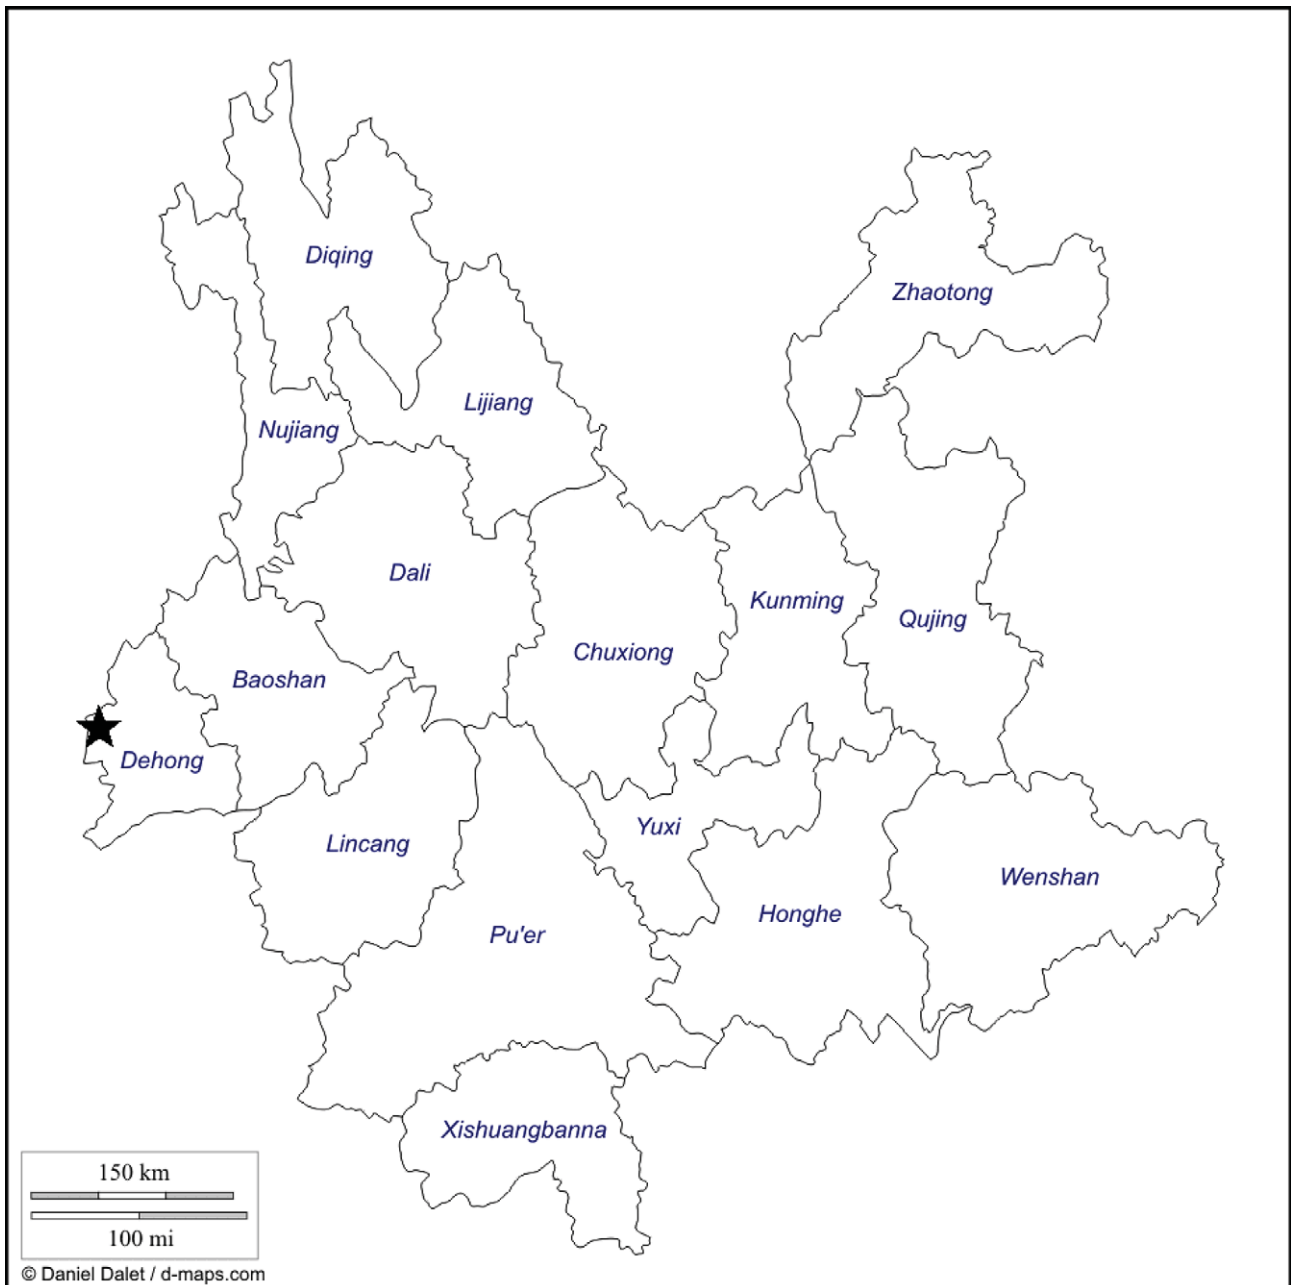 Diqing
Zhaotong
Lijiang
Nujiang
Dali
Kunming
Qujing
Chuxiong
Baoshan
Dehong
Yuxi
Lincang
Wenshan
Honghe
Pu'er
Xishuangbanna
150 km
100 mi
© Daniel Dalet / d-maps.com